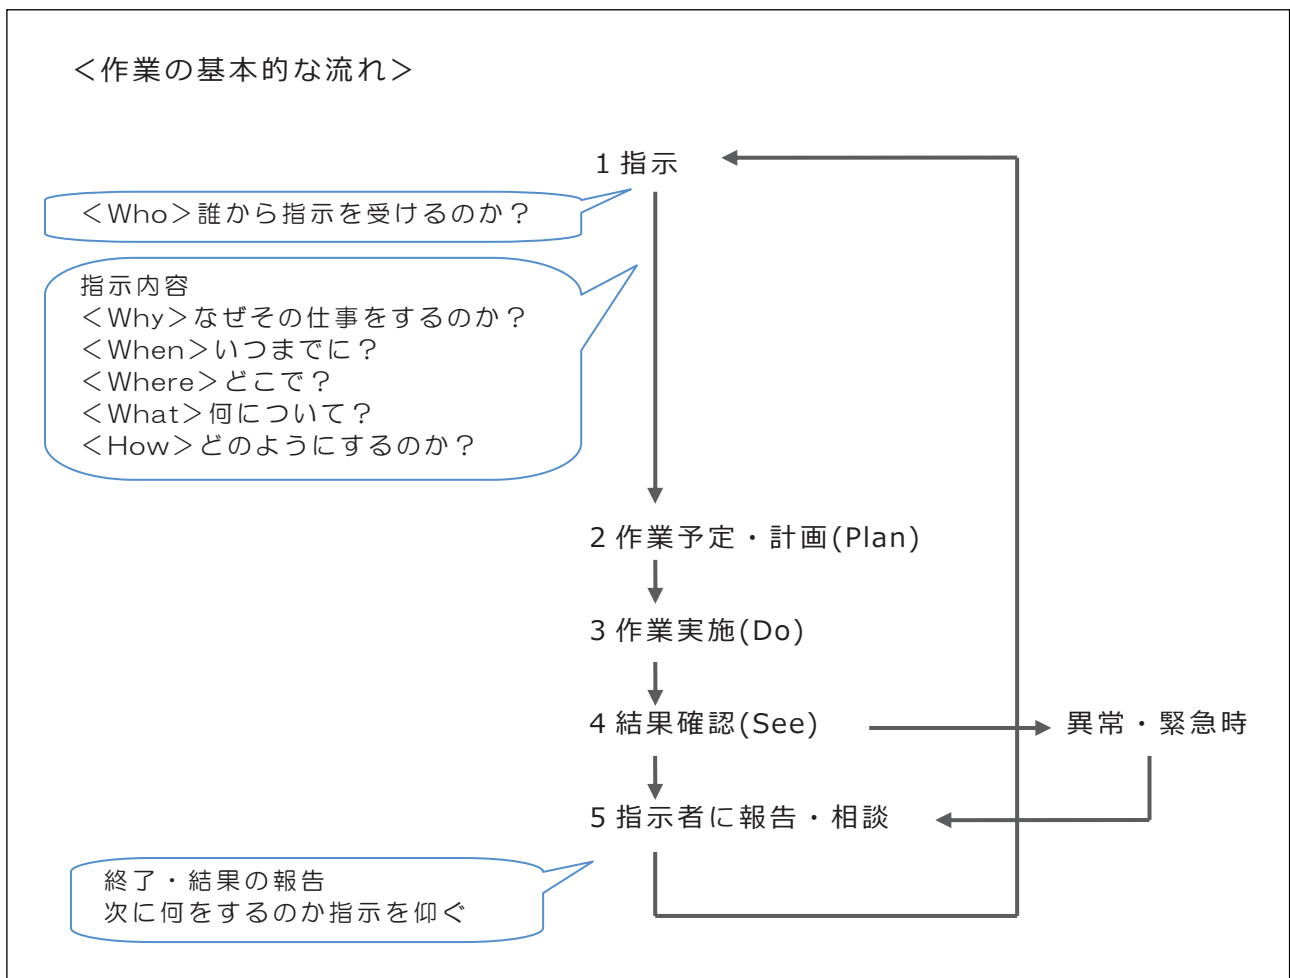 ＜作業の基本的な流れ＞
１指示
＜Who＞誰から指示を受けるのか？
指示内容
＜Why＞なぜその仕事をするのか？
＜When＞いつまでに？
＜Where＞どこで？
＜What＞何について？
＜How＞どのようにするのか？
２作業予定・計画(Plan)
３作業実施(Do)
４結果確認(See)
異常・緊急時
５指示者に報告・相談
終了・結果の報告
次に何をするのか指示を仰ぐ